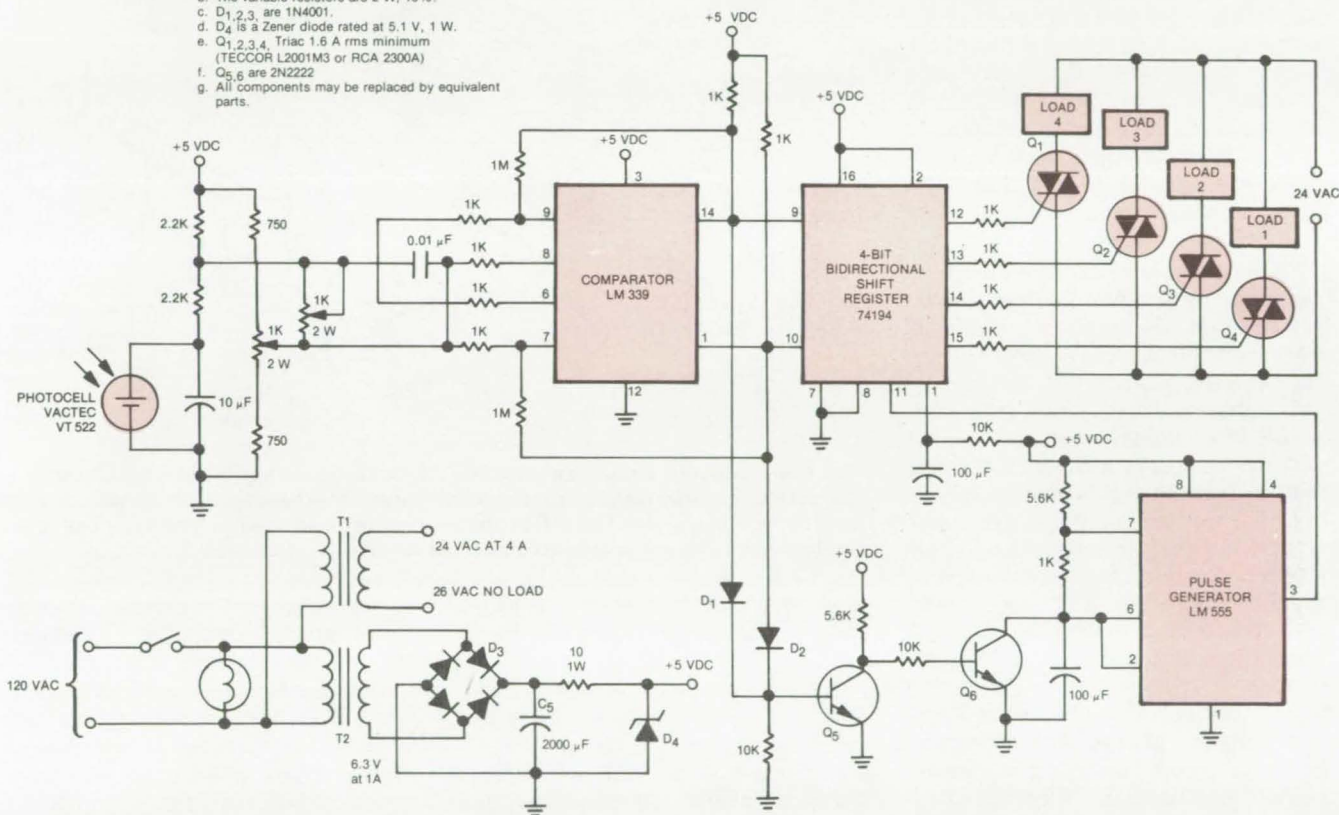 c. D1,2,3, are 1N4001.
d. D4 is a Zener diode rated at 5.1 V, 1 W.
e. Q1,2,3,4, Triac 1.6 A rms minimum
(TECCOR L2001M3 or RCA 2300A)
f. Q5,6 are 2N2222
g. All components may be replaced by equivalent
parts.
+5 VDC
2.2K
750
2.2K
1K
2 W
1K
2 W
PHOTOCELL
VACTEC
VT 522
10 µF
750
0.01 µF
1M
1K
1K
1K
1K
1M
+5 VDC
3
9
8
6
7
14
1
12
COMPARATOR
LM 339
+5 VDC
1K
1K
+5 VDC
16
2
9
10
12
13
14
15
7
8
11
1
4-BIT
BIDIRECTIONAL
SHIFT
REGISTER
74194
1K
1K
1K
1K
LOAD
4
LOAD
3
LOAD
2
LOAD
1
Q1
Q2
Q3
Q4
24 VAC
10K
+5 VDC
100 µF
5.6K
1K
8
4
7
6
2
3
1
PULSE
GENERATOR
LM 555
100 µF
D1
D2
+5 VDC
5.6K
10K
Q5
Q6
10K
T1
24 VAC AT 4 A
26 VAC NO LOAD
120 VAC
T2
6.3 V
at 1A
D3
10
1W
+5 VDC
C5
2000 µF
D4